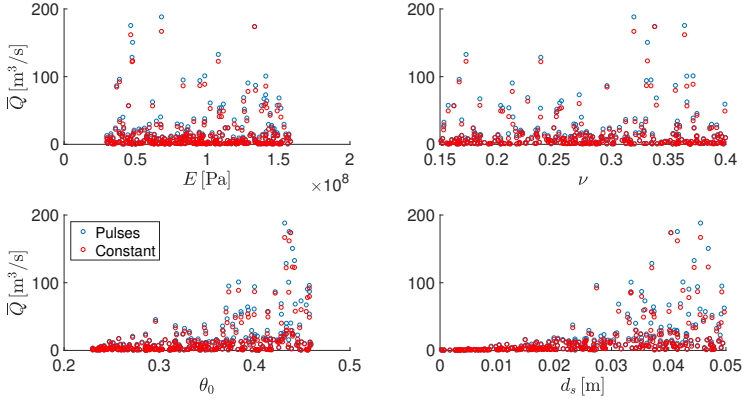 200
100
0
Q̅ [m³/s]
0 0.5 1 1.5 2
E [Pa]
×10⁸
200
100
0
0.15 0.2 0.25 0.3 0.35 0.4
ν
200
100
0
Q̅ [m³/s]
Pulses
Constant
0.2 0.3 0.4 0.5
θ₀
200
100
0
0 0.01 0.02 0.03 0.04 0.05
dₛ [m]